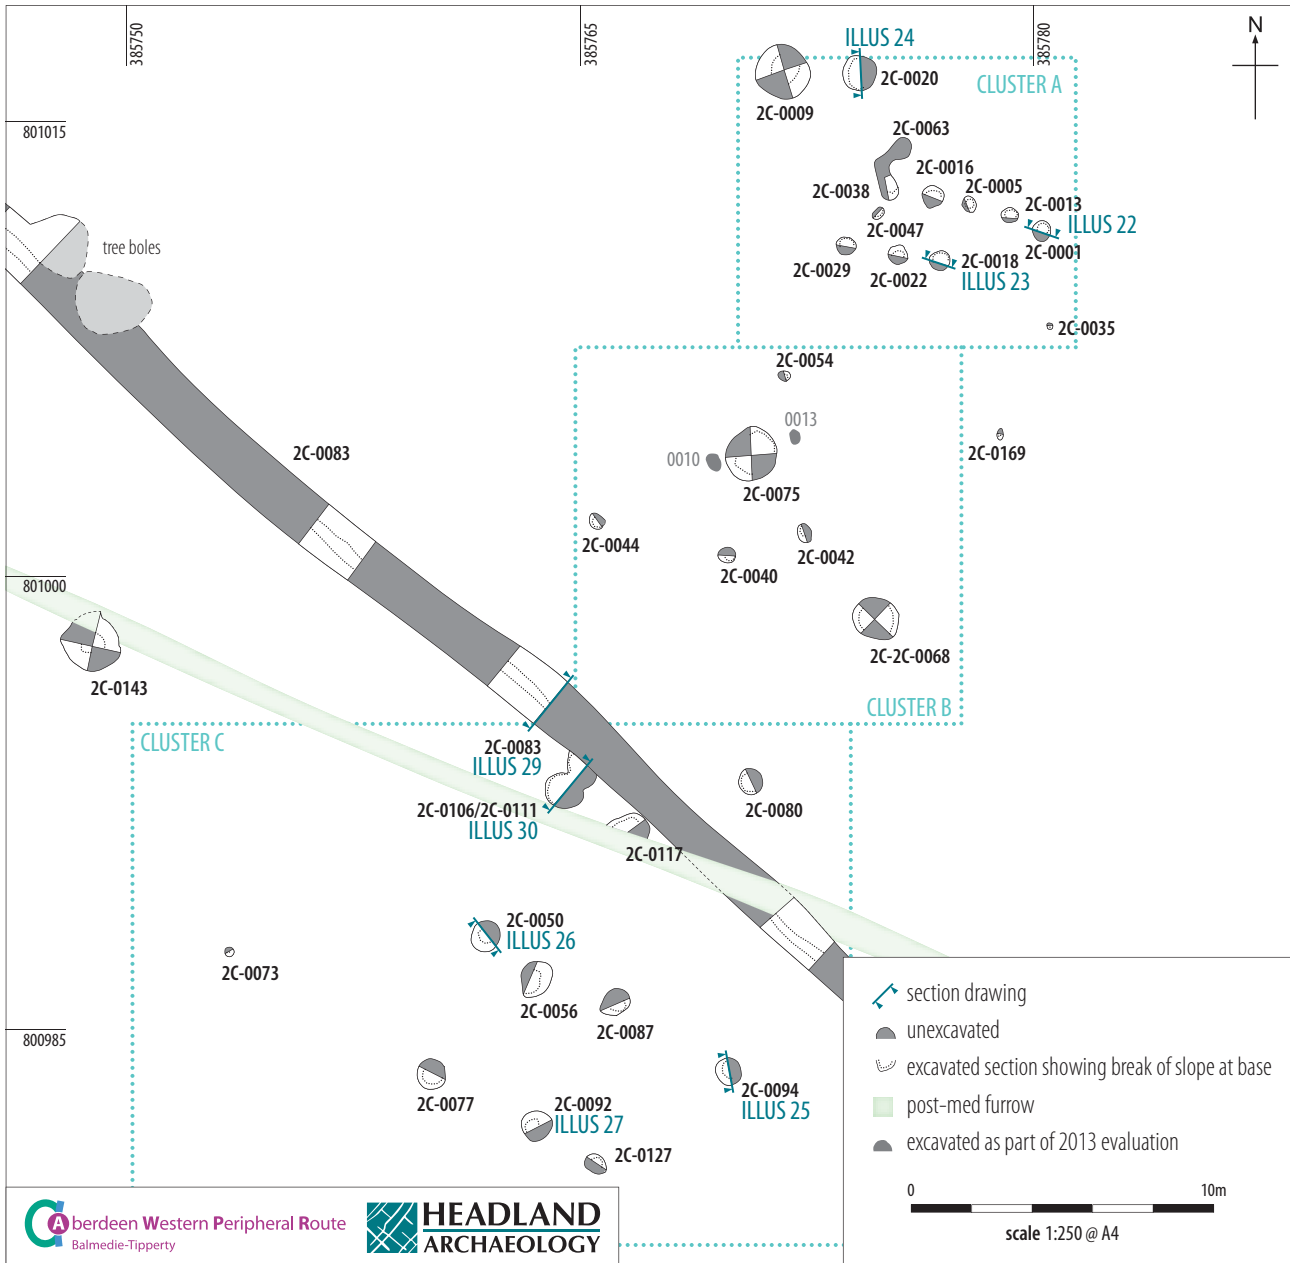 385750
385765
385780
N
ILLUS 24
2C-0020
CLUSTER A
2C-0009
801015
2C-0063
2C-0016
2C-0005
2C-0038
2C-0013
ILLUS 22
2C-0047
2C-0001
2C-0029
2C-0022
2C-0018
ILLUS 23
tree boles
2C-0035
2C-0054
0013
2C-0083
0010
2C-0169
2C-0075
2C-0044
2C-0042
2C-0040
801000
2C-2C-0068
2C-0143
CLUSTER B
CLUSTER C
2C-0083
ILLUS 29
2C-0106/2C-0111
ILLUS 30
2C-0080
2C-0117
2C-0050
ILLUS 26
2C-0073
2C-0056
2C-0087
800985
2C-0077
2C-0094
ILLUS 25
2C-0092
ILLUS 27
2C-0127
section drawing
unexcavated
excavated section showing break of slope at base
post-med furrow
excavated as part of 2013 evaluation
0 10m
scale 1:250 @ A4
Aberdeen Western Peripheral Route
Balmedie-Tipperty
HEADLAND
ARCHAEOLOGY